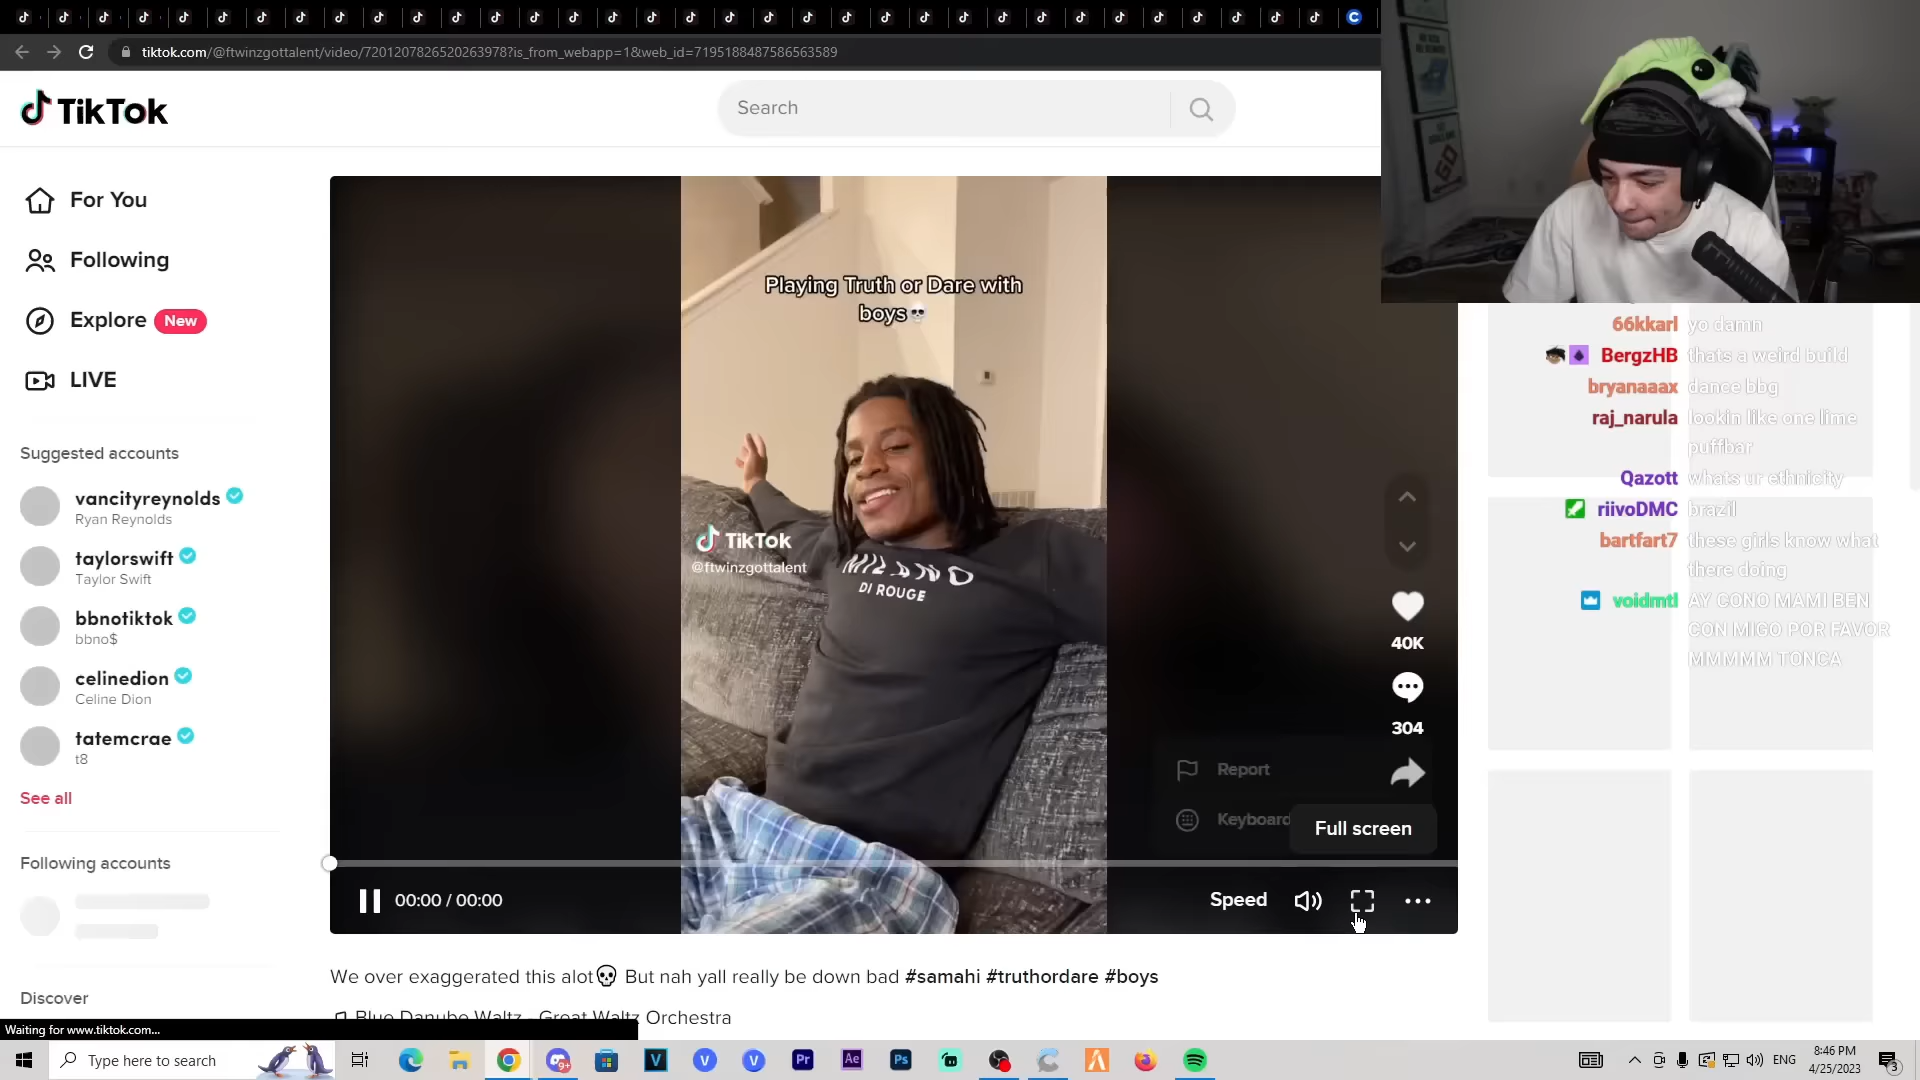 tiktok.com/@ftwinzgottalent/video/7201207826520263978?is_from_webapp=1&web_id=7195188487586563589
TikTok
Search
For You
Following
Explore New
LIVE
Suggested accounts
vancityreynolds
Ryan Reynolds
taylorswift
Taylor Swift
bbnotiktok
bbno$
celinedion
Celine Dion
tatemcrae
t8
See all
Following accounts
Discover
Waiting for www.tiktok.com...
Playing Truth or Dare with
boys💀
TikTok
@ftwinzgottalent
MILANO
DI ROUGE
40K
304
Report
Keyboard
Full screen
00:00 / 00:00
Speed
We over exaggerated this alot💀 But nah yall really be down bad #samahi #truthordare #boys
Blue Danube Waltz - Great Waltz Orchestra
66kkarl yo damn
BergzHB thats a weird build
bryanaaax dance bbg
raj_narula lookin like one lime
puffbar
Qazott whats ur ethnicity
riivoDMC brazil
bartfart7 these girls know what
there doing
voidmtl AY CONO MAMI BEN
CON MIGO POR FAVOR
MMMMM TONCA
Type here to search
9+
V
V
V
Pr
Ae
Ps
ENG
8:46 PM
4/25/2023
3